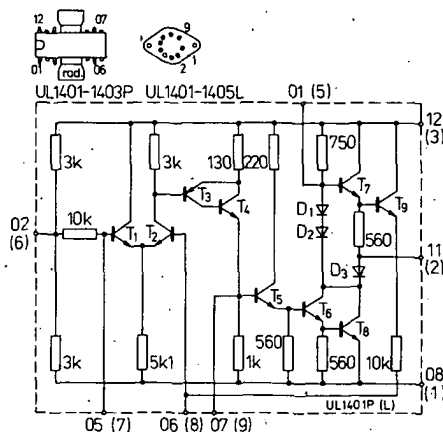 12 07 9
01 rad. 06 1 2 1
UL1401-1403P UL1401-1405L
01 (5)
12
(3)
3k 3k 130 220 750
T7
T3 T9
D1
T4
02
(6)
10k
D2
560
11
(2)
T1 T2
D3
T5 T6
T8
3k 5k1 1k 560 560 10k
08
(1)
UL1401P (L)
05 (7) 06 (8) 07 (9)